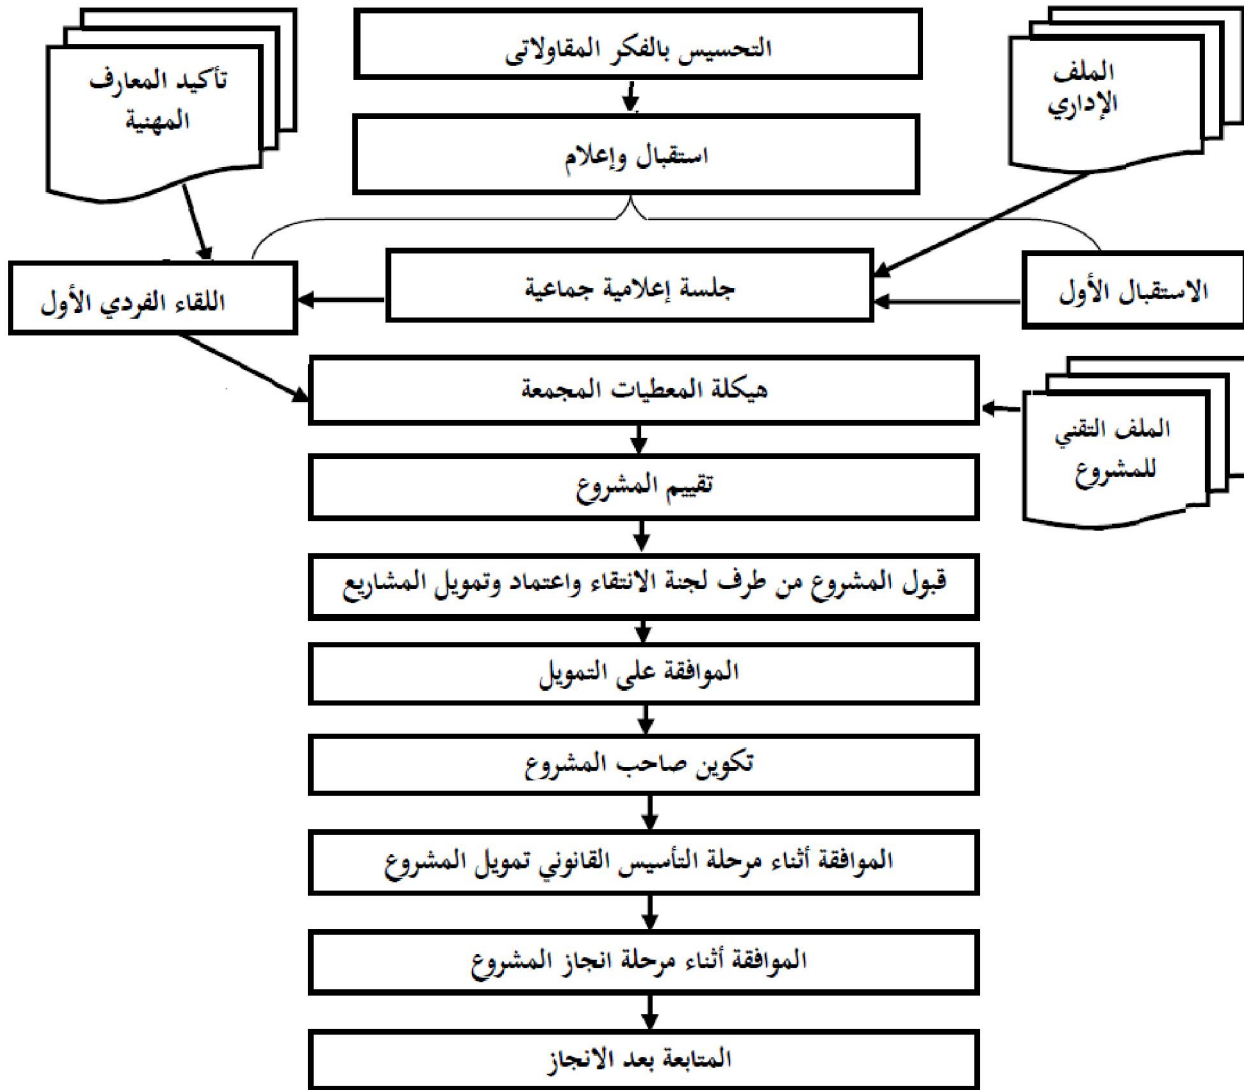 التحسيس بالفكر المقاولاتى
الملف
الإداري
تأكيد المعارف
المهنية
استقبال وإعلام
الاستقبال الأول
جلسة إعلامية جماعية
اللقاء الفردي الأول
هيكلة المعطيات المجمعة
الملف التقني
للمشروع
تقييم المشروع
قبول المشروع من طرف لجنة الانتقاء واعتماد وتمويل المشاريع
الموافقة على التمويل
تكوين صاحب المشروع
الموافقة أثناء مرحلة التأسيس القانوني تمويل المشروع
الموافقة أثناء مرحلة انجاز المشروع
المتابعة بعد الانجاز